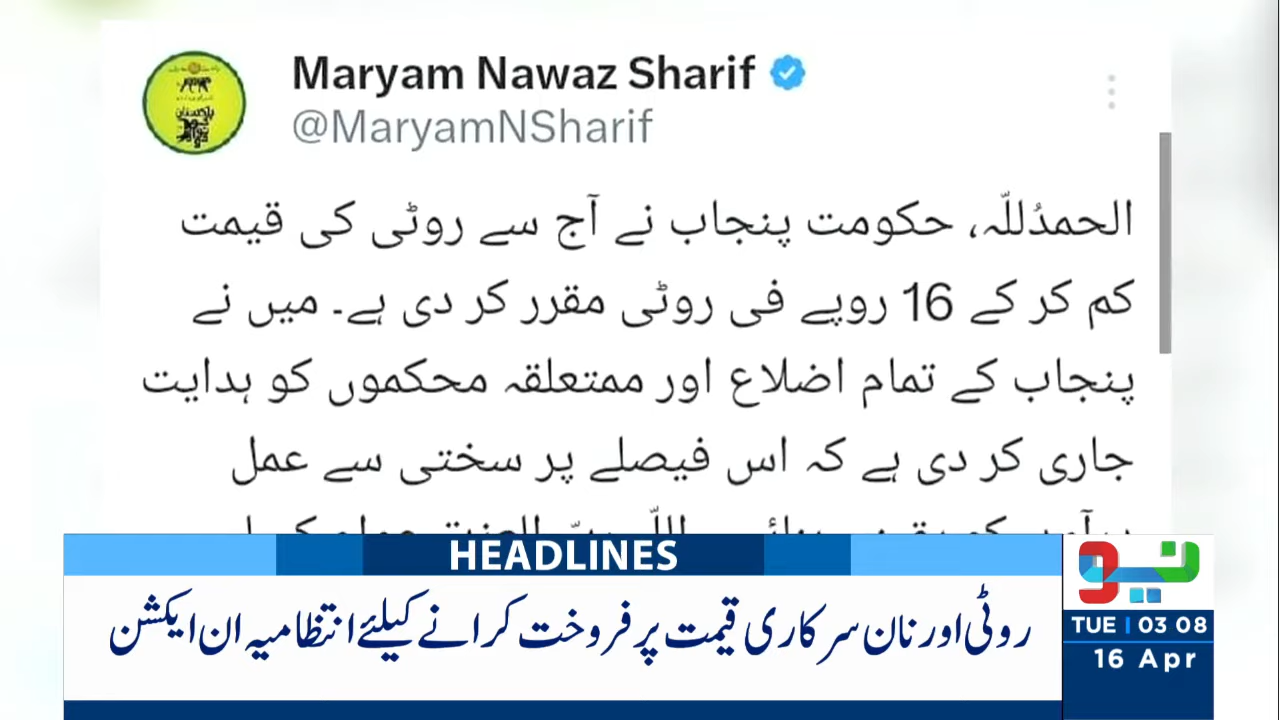 Maryam Nawaz Sharif
@MaryamNSharif
الحمدُللّہ، حکومت پنجاب نے آج سے روٹی کی قیمت
کم کر کے 16 روپے فی روٹی مقرر کر دی ہے۔ میں نے
پنجاب کے تمام اضلاع اور ممتعلقہ محکموں کو ہدایت
جاری کر دی ہے کہ اس فیصلے پر سختی سے عمل
HEADLINES
روٹی اور نان سرکاری قیمت پر فروخت کرانے کیلئے انتظامیہ ان ایکشن
نیو
TUE | 03 08
16 Apr